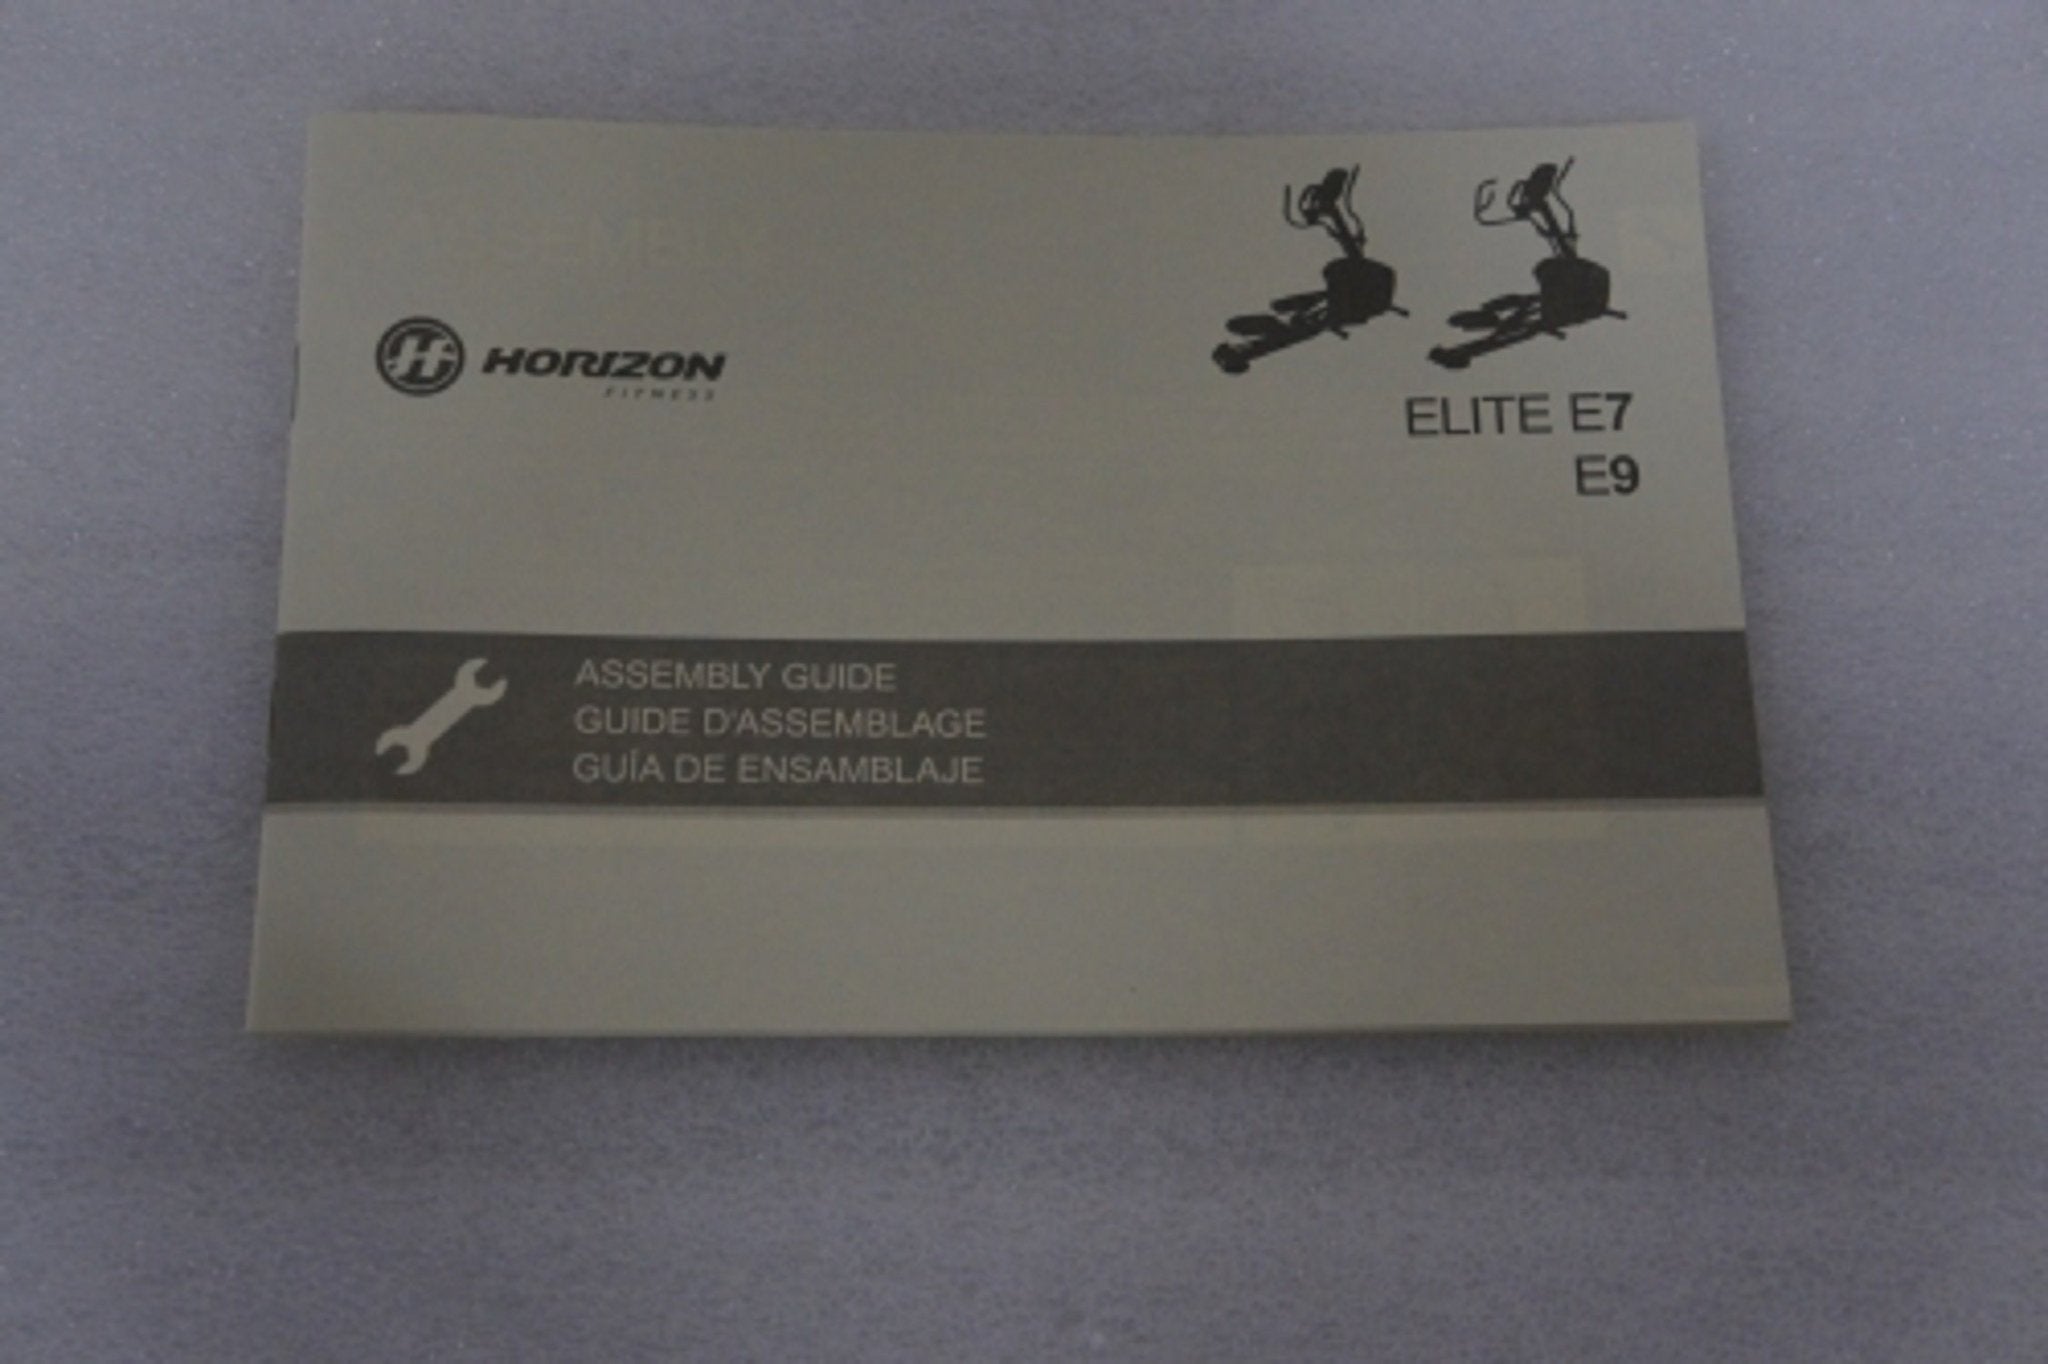 HORIZON
FITNESS
ELITE E7
E9
ASSEMBLY GUIDE
GUIDE D'ASSEMBLAGE
GUÍA DE ENSAMBLAJE